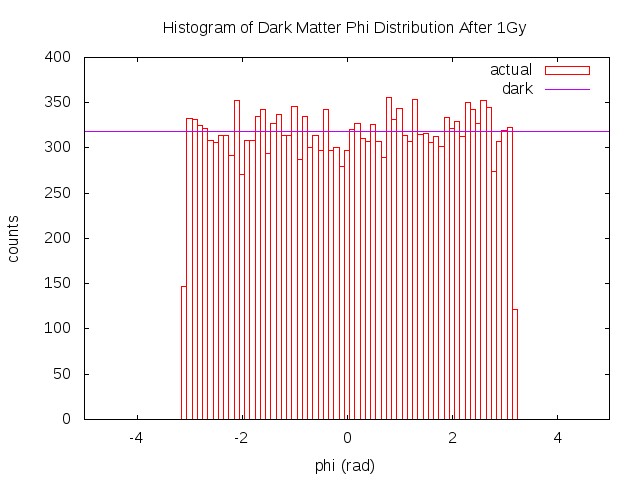 Histogram of Dark Matter Phi Distribution After 1Gy
400
350
300
250
200
150
100
50
0
counts
actual
dark
-4 -2 0 2 4
phi (rad)